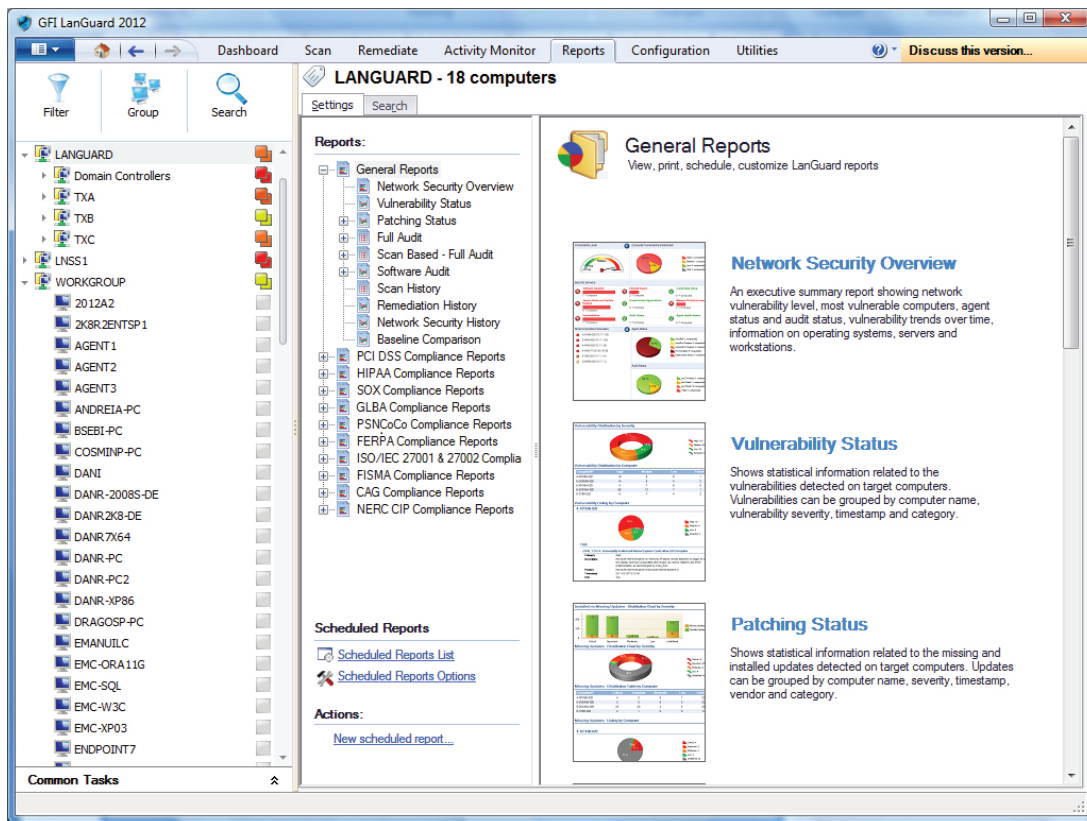 GFI LanGuard 2012
Dashboard Scan Remediate Activity Monitor Reports Configuration Utilities Discuss this version...
Filter Group Search
LANGUARD
Domain Controllers
TXA
TXB
TXC
LNSS1
WORKGROUP
2012A2
2K8R2ENTSP1
AGENT1
AGENT2
AGENT3
ANDREIA-PC
BSEBI-PC
COSMINP-PC
DANI
DANR-2008S-DE
DANR2K8-DE
DANR7X64
DANR-PC
DANR-PC2
DANR-XP86
DRAGOSP-PC
EMANUILC
EMC-ORA11G
EMC-SQL
EMC-W3C
EMC-XP03
ENDPOINT7
Common Tasks
LANGUARD - 18 computers
Settings Search
Reports:
General Reports
Network Security Overview
Vulnerability Status
Patching Status
Full Audit
Scan Based - Full Audit
Software Audit
Scan History
Remediation History
Network Security History
Baseline Comparison
PCI DSS Compliance Reports
HIPAA Compliance Reports
SOX Compliance Reports
GLBA Compliance Reports
PSNCoCo Compliance Reports
FERPA Compliance Reports
ISO/IEC 27001 & 27002 Complia
FISMA Compliance Reports
CAG Compliance Reports
NERC CIP Compliance Reports
Scheduled Reports
Scheduled Reports List
Scheduled Reports Options
Actions:
New scheduled report...
General Reports
View, print, schedule, customize LanGuard reports
Network Security Overview
An executive summary report showing network
vulnerability level, most vulnerable computers, agent
status and audit status, vulnerability trends over time,
information on operating systems, servers and
workstations.
Vulnerability Status
Shows statistical information related to the
vulnerabilities detected on target computers.
Vulnerabilities can be grouped by computer name,
vulnerability severity, timestamp and category.
Patching Status
Shows statistical information related to the missing and
installed updates detected on target computers. Updates
can be grouped by computer name, severity, timestamp,
vendor and category.